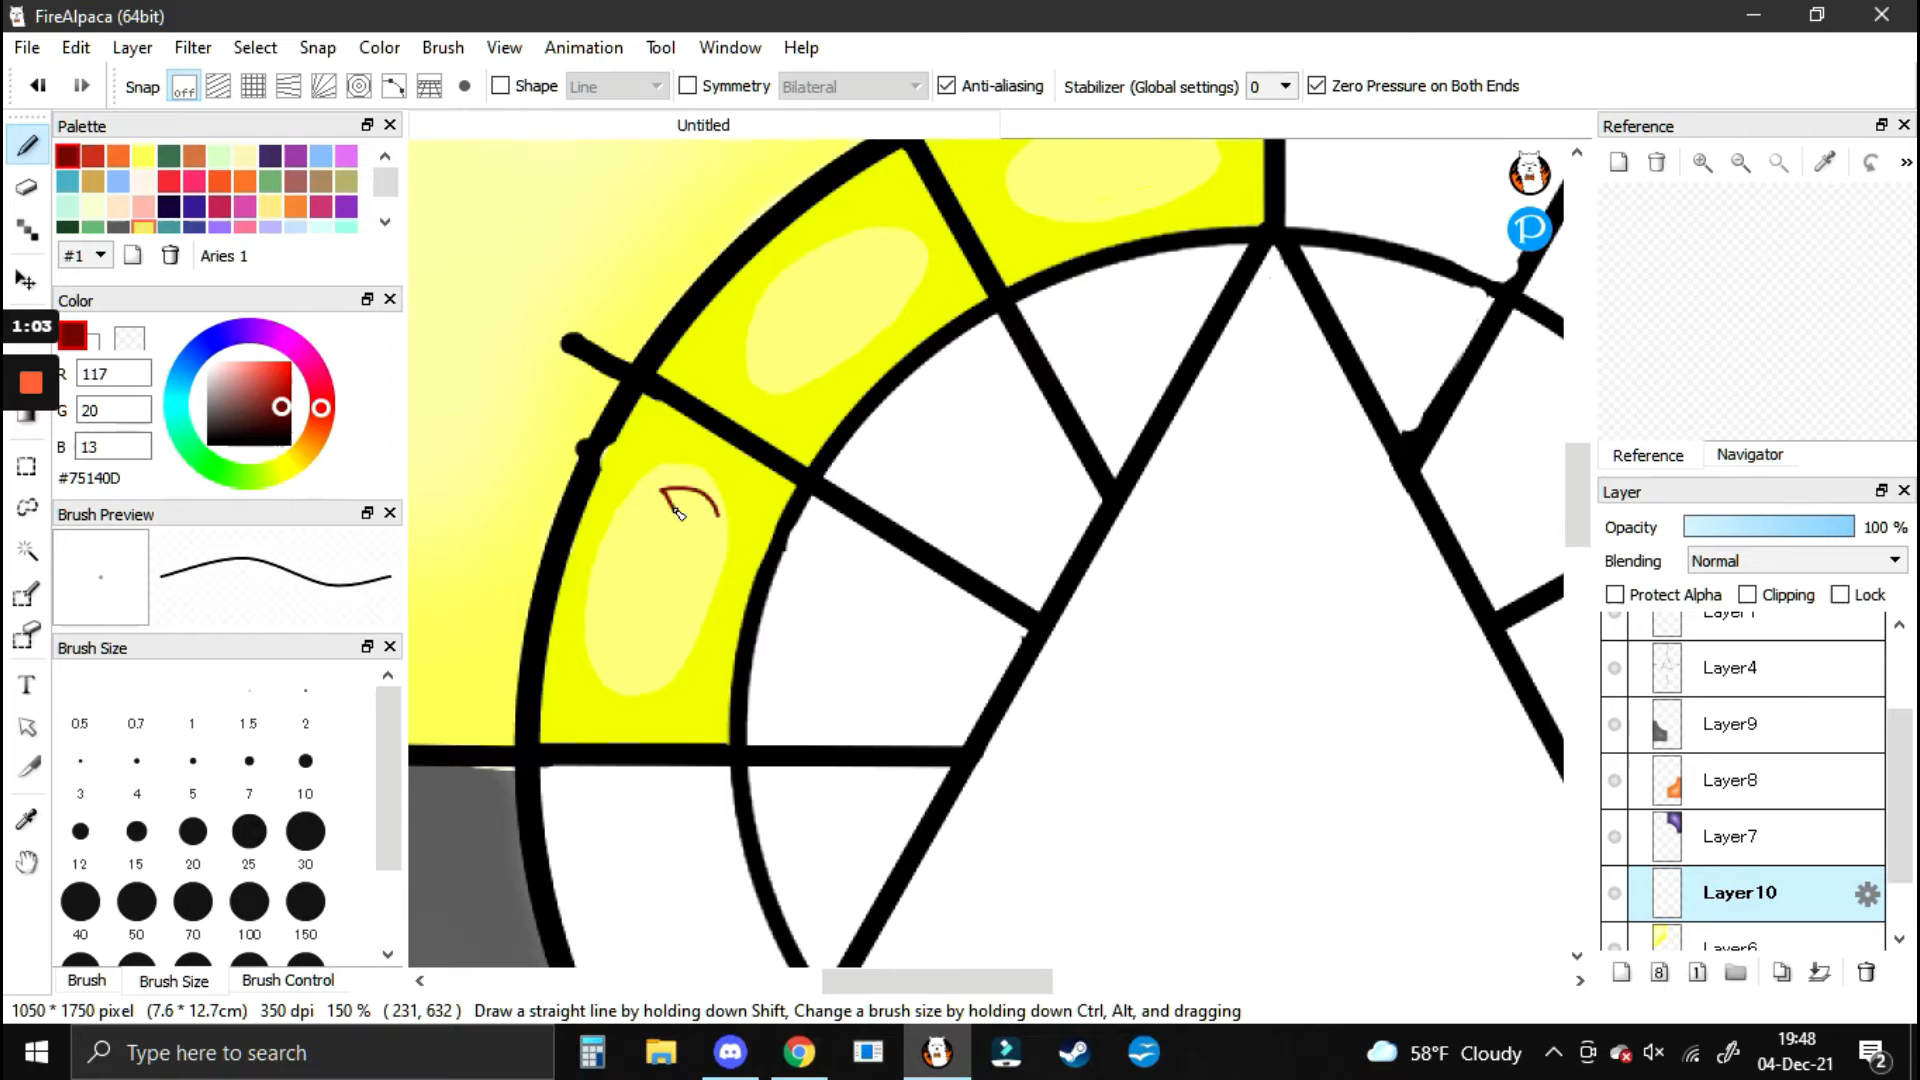 FireAlpaca (64bit)
File Edit Layer Filter Select Snap Color Brush View Animation Tool Window Help
Snap off Shape Line Symmetry Bilateral Anti-aliasing Stabilizer (Global settings) 0 Zero Pressure on Both Ends
Palette
Untitled
Reference
#1 Aries 1
Color
1:03
R 117
G 20
B 13
#75140D
Reference Navigator
Layer
Brush Preview
Opacity 100 %
Blending Normal
Protect Alpha Clipping Lock
Brush Size
Layer4
Layer9
0.5 0.7 1 1.5 2
Layer8
3 4 5 7 10
Layer7
12 15 20 25 30
Layer10
40 50 70 100 150
Layer6
8 1
Brush Brush Size Brush Control
1050 * 1750 pixel (7.6 * 12.7cm) 350 dpi 150 % ( 231, 632 ) Draw a straight line by holding down Shift, Change a brush size by holding down Ctrl, Alt, and dragging
Type here to search
58°F Cloudy
19:48
04-Dec-21
2